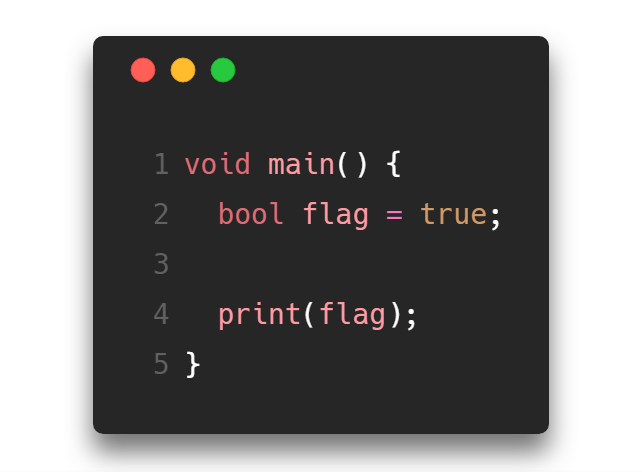 1 void main() {
2   bool flag = true;
3
4   print(flag);
5 }